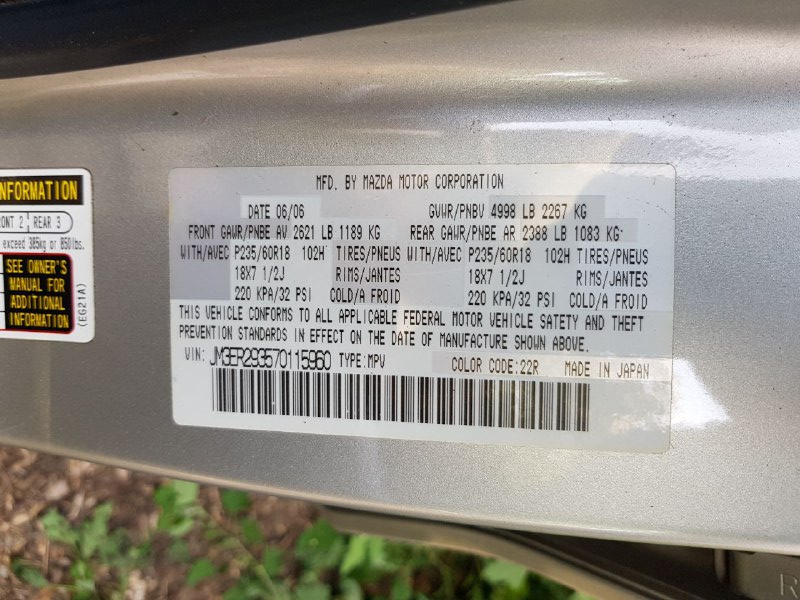 NFORMATION
ONT 2 REAR 3
exceed 385kg or 850lbs.
SEE OWNER'S
MANUAL FOR
ADDITIONAL
INFORMATION
(EG21A)
MFD. BY MAZDA MOTOR CORPORATION
DATE 06/06 GVWR/PNBV 4998 LB 2267 KG
FRONT GAWR/PNBE AV 2621 LB 1189 KG REAR GAWR/PNBE AR 2388 LB 1083 KG
WITH/AVEC P235/60R18 102H TIRES/PNEUS WITH/AVEC P235/60R18 102H TIRES/PNEUS
18X7 1/2J RIMS/JANTES 18X7 1/2J RIMS/JANTES
220 KPA/32 PSI COLD/A FROID 220 KPA/32 PSI COLD/A FROID
THIS VEHICLE CONFORMS TO ALL APPLICABLE FEDERAL MOTOR VEHICLE SAFETY AND THEFT
PREVENTION STANDARDS IN EFFECT ON THE DATE OF MANUFACTURE SHOWN ABOVE.
VIN: JM3ER293570115960 TYPE:MPV COLOR CODE:22R MADE IN JAPAN
R